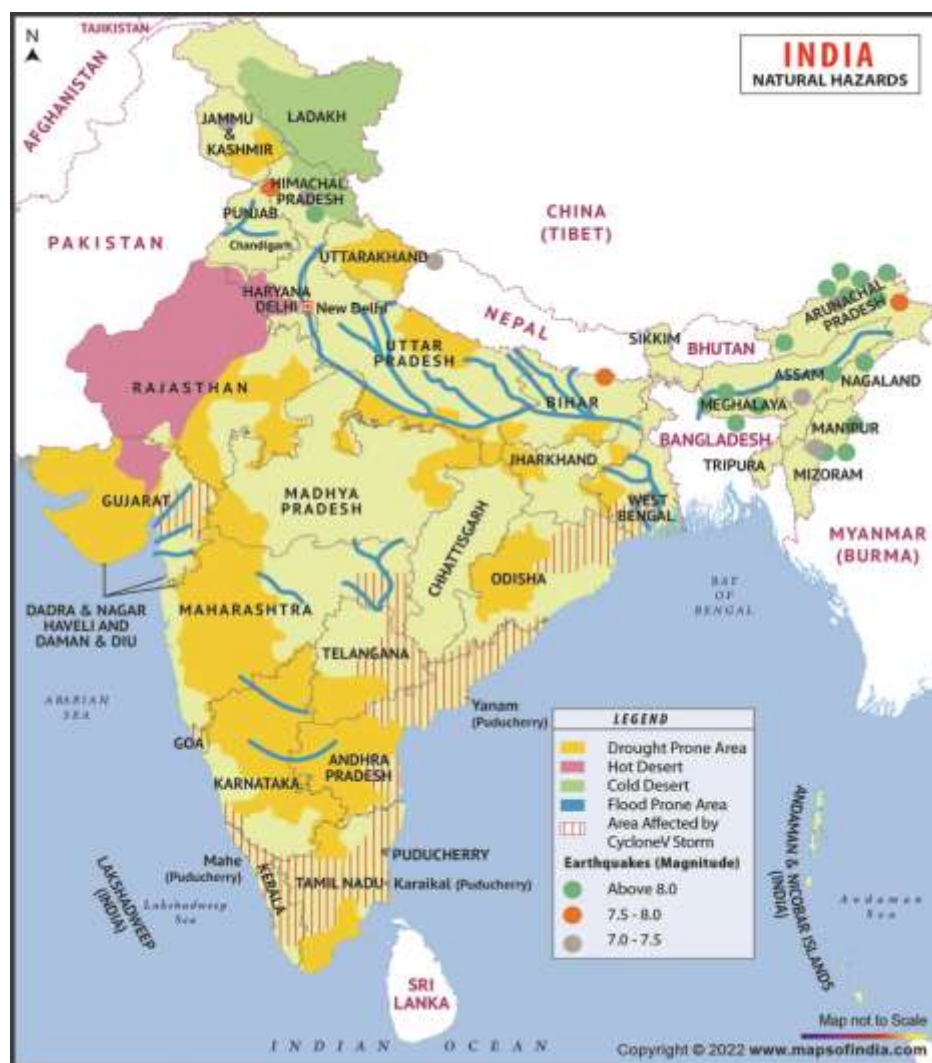 TAJIKISTAN
N
INDIA
NATURAL HAZARDS
AFGHANISTAN
LADAKH
JAMMU
&
KASHMIR
HIMACHAL
PRADESH
PUNJAB
CHINA
(TIBET)
PAKISTAN
Chandigarh
UTTARAKHAND
HARYANA
DELHI
New Delhi
NEPAL
ARUNACHAL
PRADESH
SIKKIM
BHUTAN
UTTAR
PRADESH
RAJASTHAN
ASSAM
NAGALAND
BIHAR
MEGHALAYA
MANIPUR
BANGLADESH
JHARKHAND
TRIPURA
MIZORAM
GUJARAT
MADHYA
PRADESH
WEST
BENGAL
CHHATTISGARH
MYANMAR
(BURMA)
ODISHA
BAY
OF
BENGAL
DADRA & NAGAR
HAVELI AND
DAMAN & DIU
MAHARASHTRA
TELANGANA
ARABIAN
SEA
Yanam
(Puducherry)
GOA
ANDHRA
PRADESH
KARNATAKA
LEGEND
Drought Prone Area
Hot Desert
Cold Desert
Flood Prone Area
Area Affected by
CycloneV Storm
Earthquakes (Magnitude)
Above 8.0
7.5 - 8.0
7.0 - 7.5
PUDUCHERRY
Mahe
(Puducherry)
TAMIL NADU
Karaikal (Puducherry)
KERALA
LAKSHADWEEP
(INDIA)
Lakshadweep
Sea
ANDAMAN & NICOBAR ISLANDS
(INDIA)
Andaman
Sea
SRI
LANKA
Map not to Scale
INDIAN OCEAN
Copyright © 2022 www.mapsofindia.com